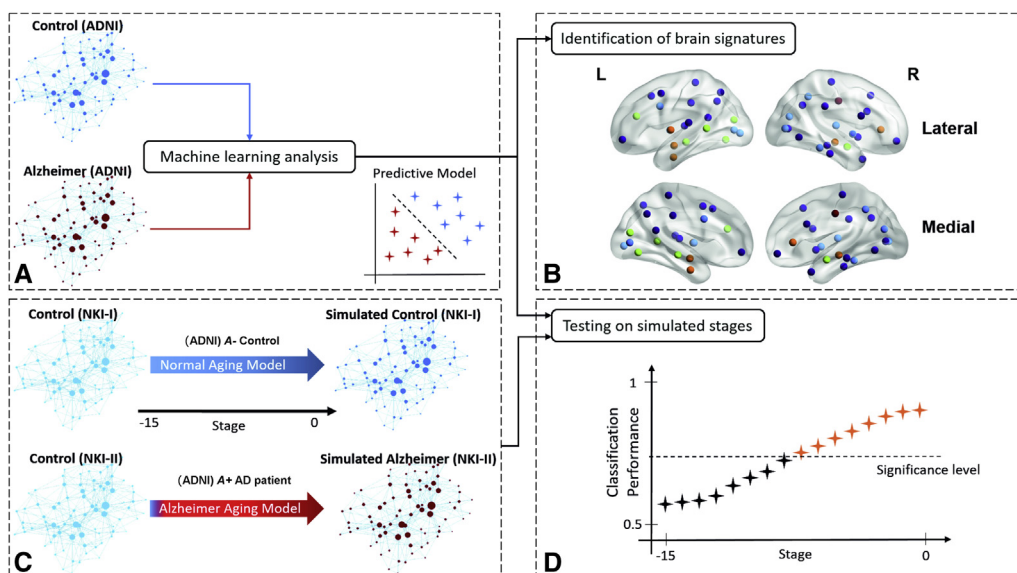 Control (ADNI)
Alzheimer (ADNI)
Machine learning analysis
Predictive Model
A
Identification of brain signatures
L
R
Lateral
Medial
B
Control (NKI-I)
(ADNI) A- Control
Normal Aging Model
Simulated Control (NKI-I)
-15
Stage
0
Control (NKI-II)
(ADNI) A+ AD patient
Alzheimer Aging Model
Simulated Alzheimer (NKI-II)
C
Testing on simulated stages
1
Classification
Performance
Significance level
0.5
-15
Stage
0
D